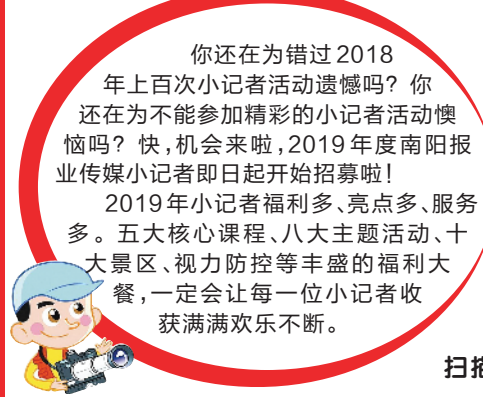 你还在为错过2018
年上百次小记者活动遗憾吗？你
还在为不能参加精彩的小记者活动懊
恼吗？快，机会来啦，2019年度南阳报
业传媒小记者即日起开始招募啦！
2019年小记者福利多、亮点多、服务
多。五大核心课程、八大主题活动、十
大景区、视力防控等丰盛的福利大
餐，一定会让每一位小记者收
获满满欢乐不断。
扫